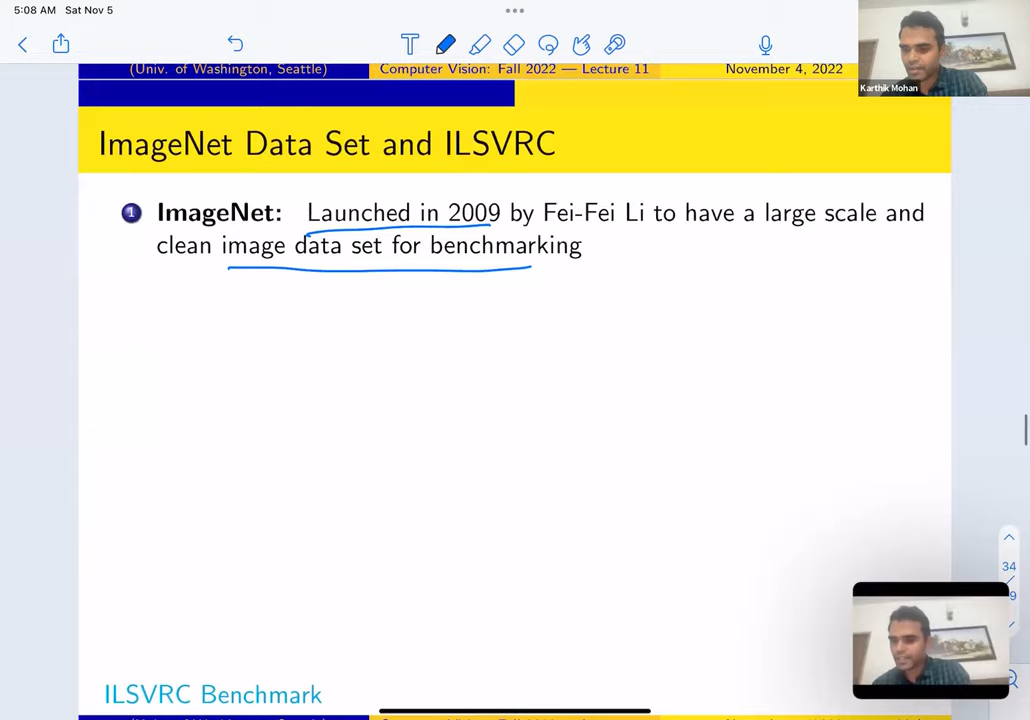 5:08 AM Sat Nov 5
Karthik Mohan
(Univ. of Washington, Seattle) Computer Vision: Fall 2022 — Lecture 11 November 4, 2022
ImageNet Data Set and ILSVRC
1 ImageNet: Launched in 2009 by Fei-Fei Li to have a large scale and
clean image data set for benchmarking
34
ILSVRC Benchmark